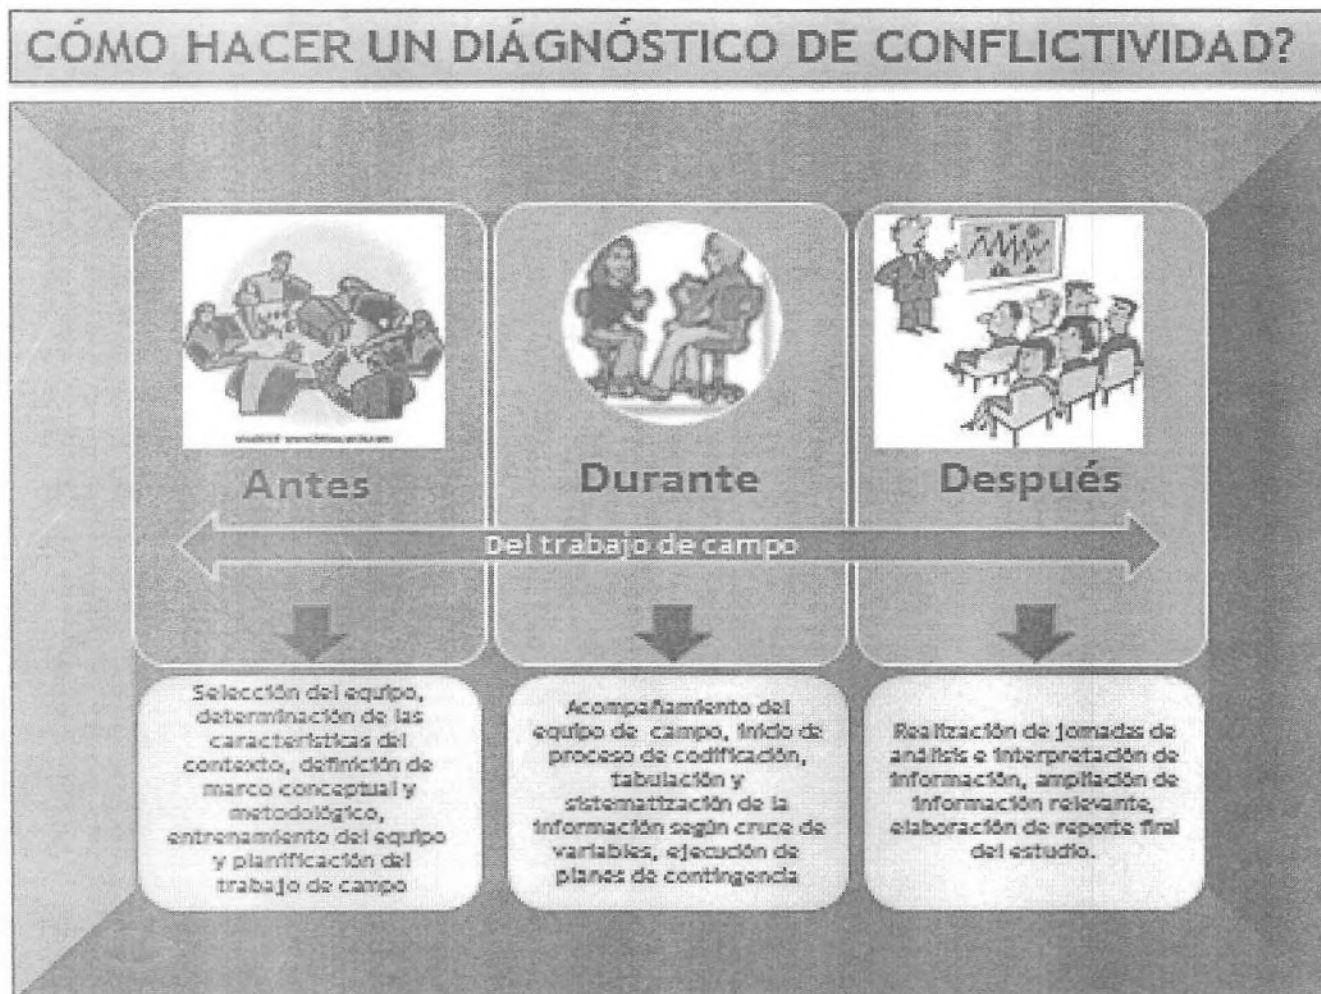 CÓMO HACER UN DIÁGNÓSTICO DE CONFLICTIVIDAD?
Antes
Durante
Después
Del trabajo de campo
Selección del equipo,
determinación de las
características del
contexto, definición de
marco conceptual y
metodológico,
entrenamiento del equipo
y planificación del
trabajo de campo
Acompañamiento del
equipo de campo, inicio de
proceso de codificación,
tabulación y
sistematización de la
información según cruce de
variables, ejecución de
planes de contingencia
Realización de jornadas de
análisis e interpretación de
información, ampliación de
información relevante,
elaboración de reporte final
del estudio.